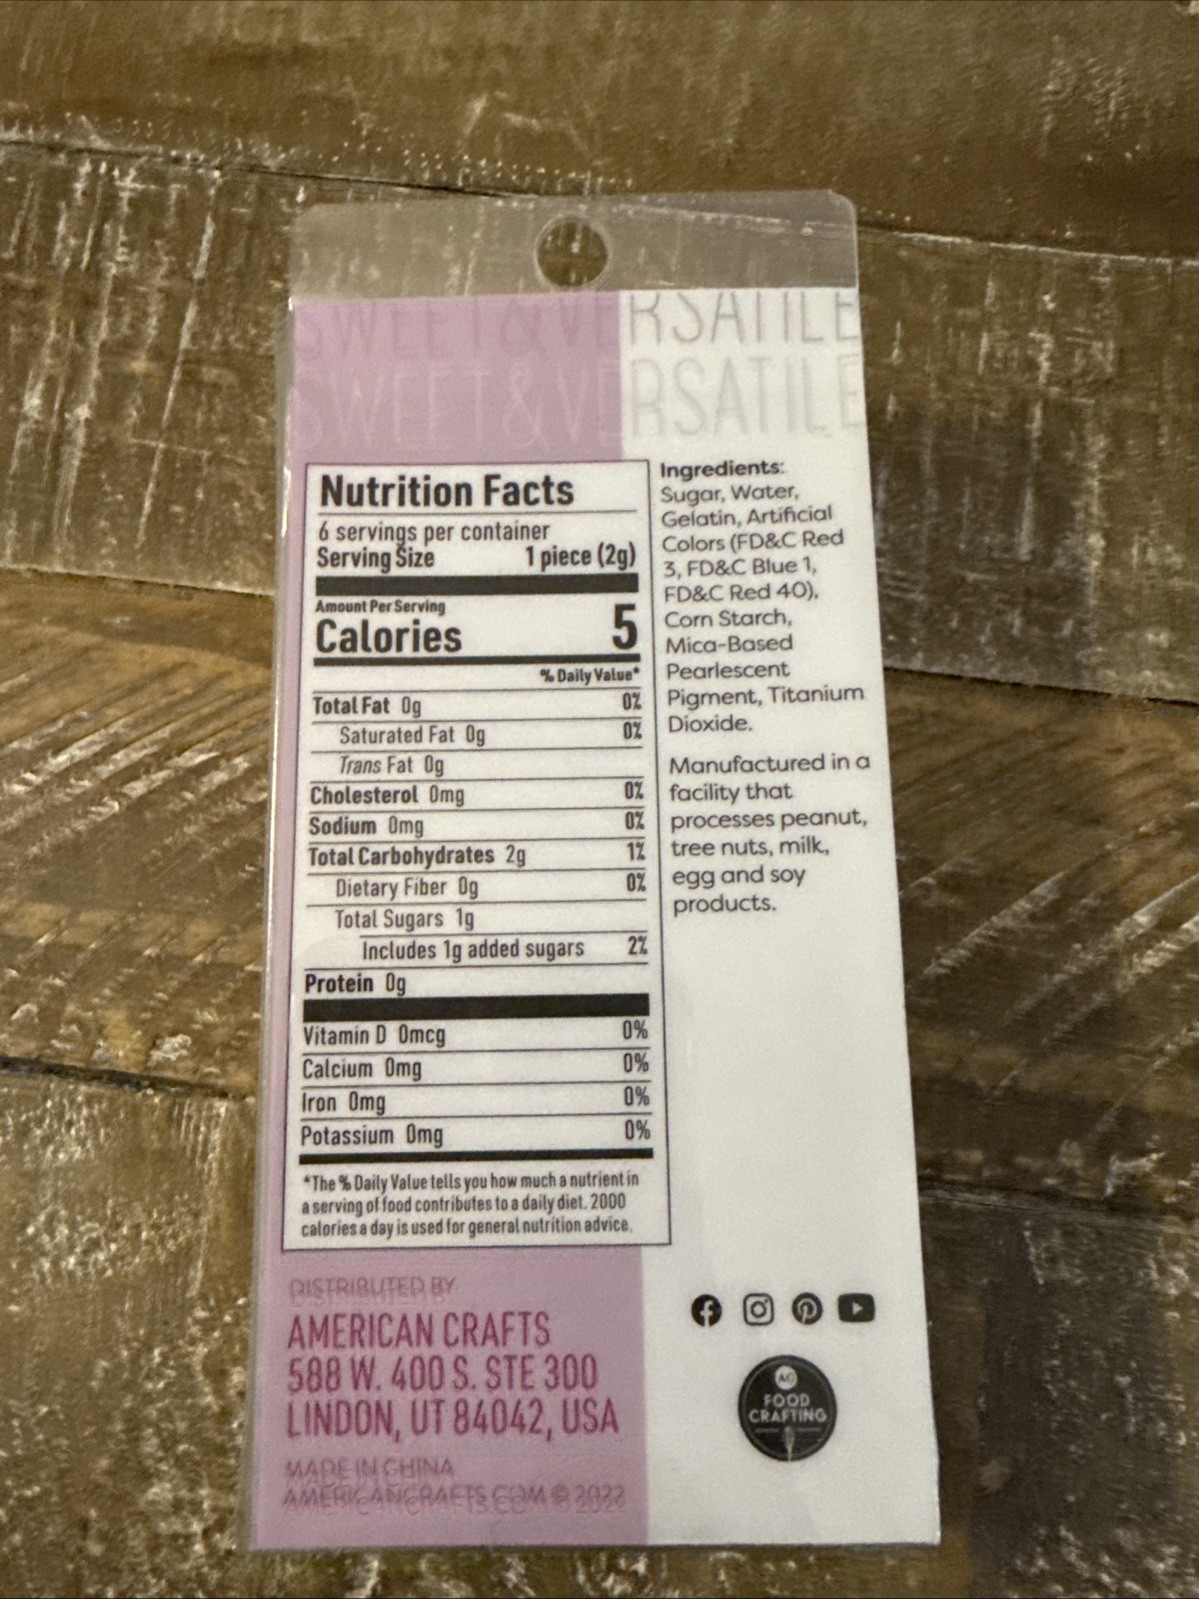 SWEET & VERSATILE
SWEET & VERSATILE
Nutrition Facts
6 servings per container
Serving Size 1 piece (2g)
Amount Per Serving
Calories 5
% Daily Value*
Total Fat 0g 0%
Saturated Fat 0g 0%
Trans Fat 0g
Cholesterol 0mg 0%
Sodium 0mg 0%
Total Carbohydrates 2g 1%
Dietary Fiber 0g 0%
Total Sugars 1g
Includes 1g added sugars 2%
Protein 0g
Vitamin D 0mcg 0%
Calcium 0mg 0%
Iron 0mg 0%
Potassium 0mg 0%
*The % Daily Value tells you how much a nutrient in
a serving of food contributes to a daily diet. 2000
calories a day is used for general nutrition advice.
Ingredients:
Sugar, Water,
Gelatin, Artificial
Colors (FD&C Red
3, FD&C Blue 1,
FD&C Red 40),
Corn Starch,
Mica-Based
Pearlescent
Pigment, Titanium
Dioxide.
Manufactured in a
facility that
processes peanut,
tree nuts, milk,
egg and soy
products.
DISTRIBUTED BY
AMERICAN CRAFTS
588 W. 400 S. STE 300
LINDON, UT 84042, USA
MADE IN CHINA
AMERICANCRAFTS.COM © 2022
AC
FOOD
CRAFTING